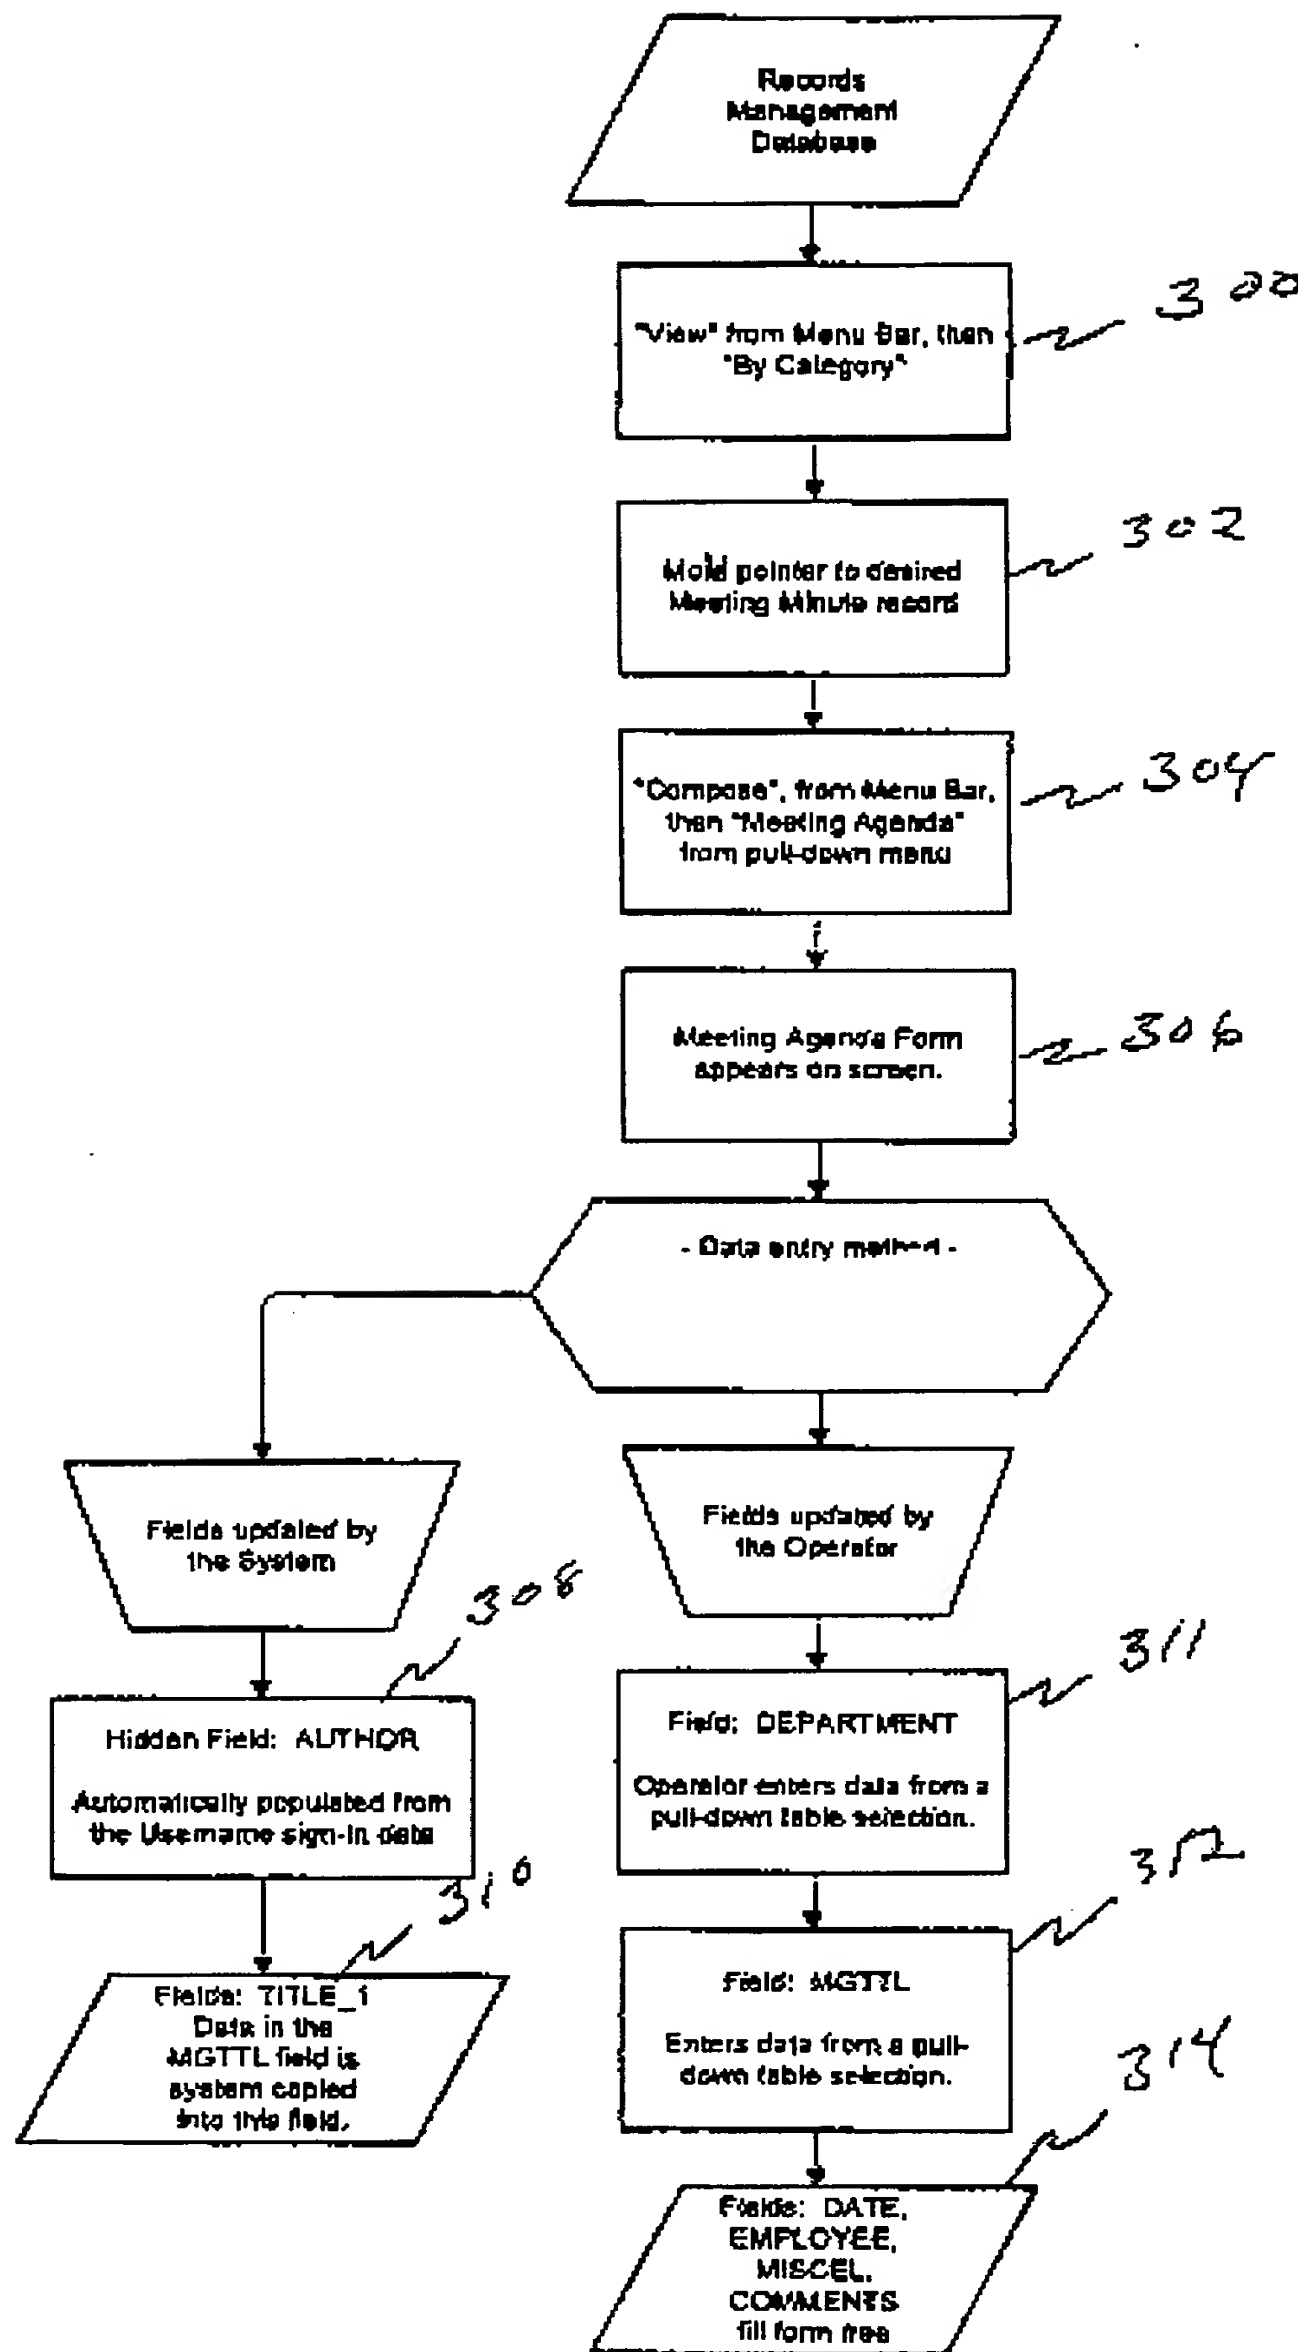 Records
Management
Database
"View" from Menu Bar, then
"By Category"
300
pointer to desired
Meeting Minute record
302
"Compose", from Menu Bar,
then "Meeting Agenda"
from pull-down menu
304
Meeting Agenda Form
appears on screen.
306
- Data entry method -
Fields updated by
the System
Fields updated by
the Operator
308
Hidden Field: AUTHOR
Automatically populated from
the Username sign-in data
311
Field: DEPARTMENT
Operator enters data from a
pull-down table selection.
310
Fields: TITLE_1
Data in the
MGTTL field is
system copied
into this field.
312
Field: MGTTL
Enters data from a pull-
down table selection.
314
Fields: DATE,
EMPLOYEE,
MISCEL,
COMMENTS
fill form free